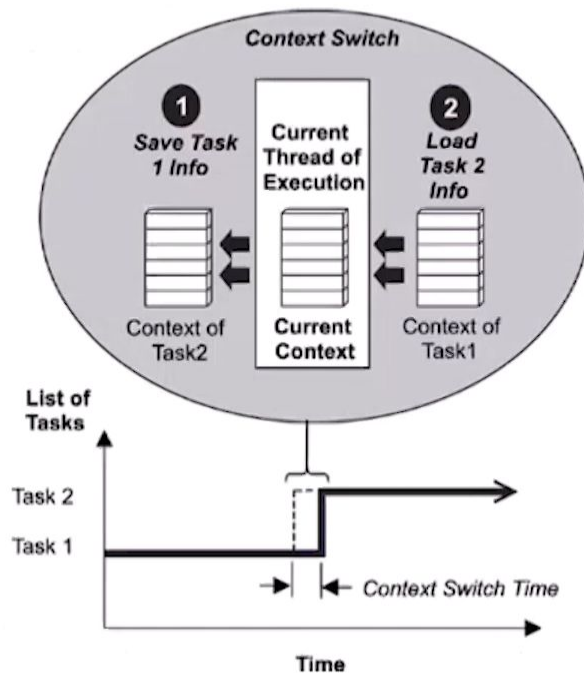 Context Switch
1
Save Task
1 Info
Current
Thread of
Execution
2
Load
Task 2
Info
Context of
Task2
Current
Context
Context of
Task1
List of
Tasks
Task 2
Task 1
Context Switch Time
Time